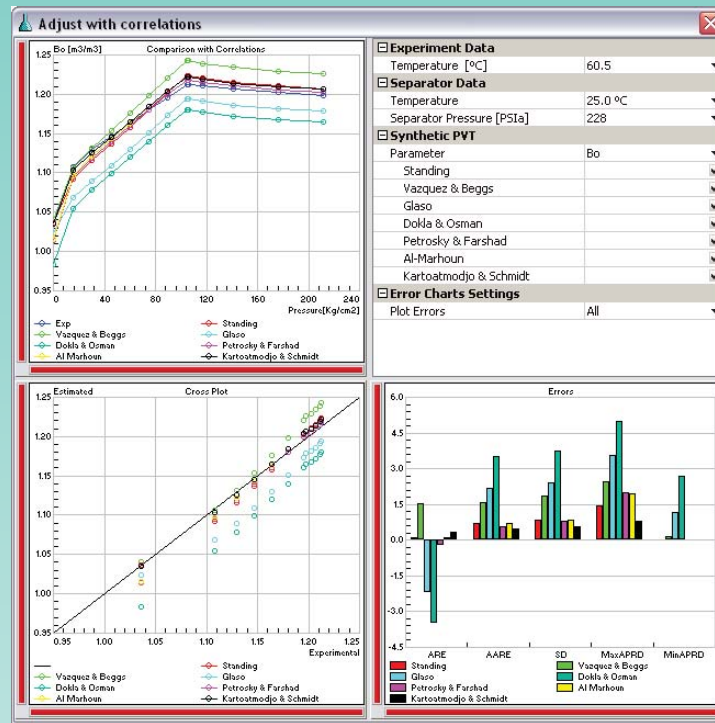 Adjust with correlations
Bo [m3/m3] Comparison with Correlations
1.25
1.20
1.15
1.10
1.05
1.00
0.95
0 40 80 120 160 200 240
Pressure[Kg/cm2]
Exp Standing
Vazquez & Beggs Glaso
Dokla & Osman Petrosky & Farshad
Al Marhoun Kartoatmodjo & Schmidt
Experiment Data
Temperature [ºC] 60.5
Separator Data
Temperature 25.0 ºC
Separator Pressure [PSIa] 228
Synthetic PVT
Parameter Bo
Standing
Vazquez & Beggs
Glaso
Dokla & Osman
Petrosky & Farshad
Al-Marhoun
Kartoatmodjo & Schmidt
Error Charts Settings
Plot Errors All
Estimated Cross Plot
1.25
1.20
1.15
1.10
1.05
1.00
0.95
0.95 1.00 1.05 1.10 1.15 1.20 1.25
Experimental
Standing
Vazquez & Beggs Glaso
Dokla & Osman Petrosky & Farshad
Al Marhoun Kartoatmodjo & Schmidt
Errors
6.0
4.5
3.0
1.5
0.0
-1.5
-3.0
-4.5
ARE AARE SD MaxAPRD MinAPRD
Standing Vazquez & Beggs
Glaso Dokla & Osman
Petrosky & Farshad Al Marhoun
Kartoatmodjo & Schmidt